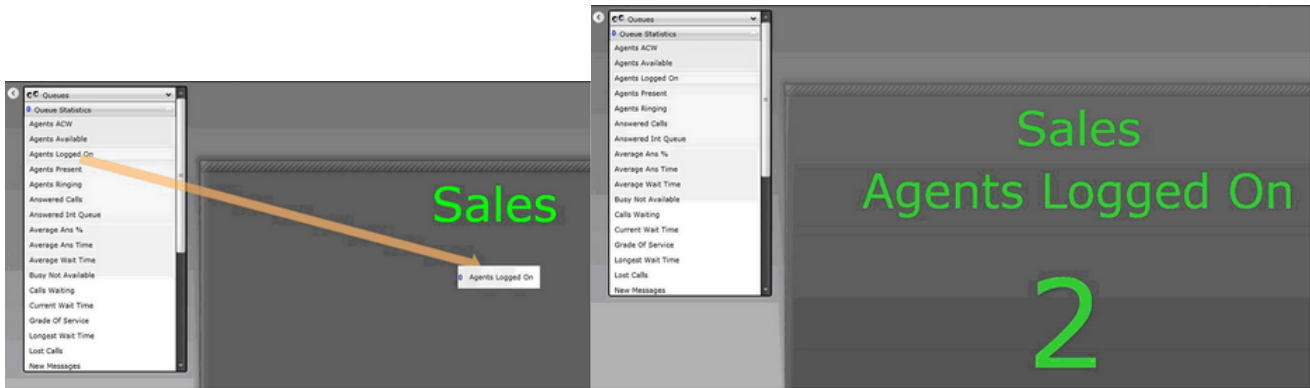 Queues
0 Queue Statistics
Agents ACW
Agents Available
Agents Logged On
Agents Present
Agents Ringing
Answered Calls
Answered Int Queue
Average Ans %
Average Ans Time
Average Wait Time
Busy Not Available
Calls Waiting
Current Wait Time
Grade Of Service
Longest Wait Time
Lost Calls
New Messages
Sales
0 Agents Logged On
Queues
0 Queue Statistics
Agents ACW
Agents Available
Agents Logged On
Agents Present
Agents Ringing
Answered Calls
Answered Int Queue
Average Ans %
Average Ans Time
Average Wait Time
Busy Not Available
Calls Waiting
Current Wait Time
Grade Of Service
Longest Wait Time
Lost Calls
New Messages
Sales
Agents Logged On
2